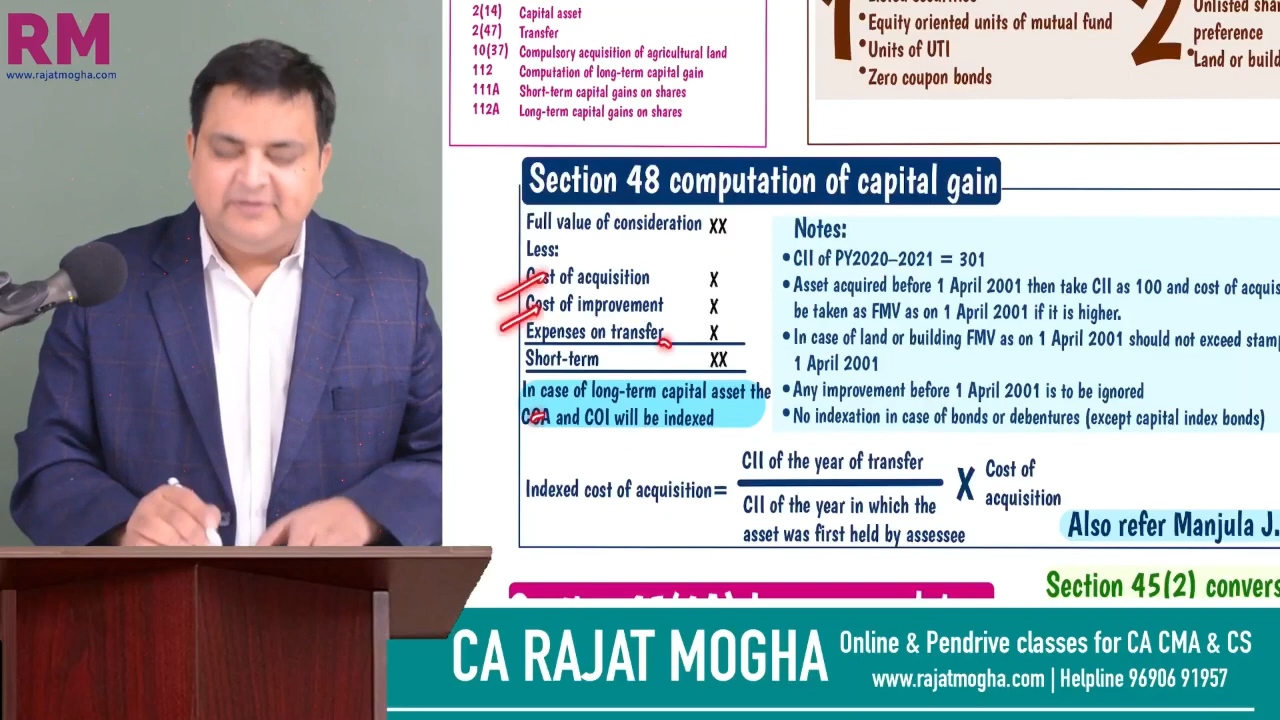 RM
www.rajatmogha.com
2(14) Capital asset
2(47) Transfer
10(37) Compulsory acquisition of agricultural land
112 Computation of long-term capital gain
111A Short-term capital gains on shares
112A Long-term capital gains on shares
1
•Equity oriented units of mutual fund
•Units of UTI
•Zero coupon bonds
2
Unlisted
preference
•Land or
Section 48 computation of capital gain
Full value of consideration XX
Less:
Cost of acquisition X
Cost of improvement X
Expenses on transfer X
Short-term XX
In case of long-term capital asset the
COA and COI will be indexed
Notes:
•CII of PY2020–2021 = 301
•Asset acquired before 1 April 2001 then take CII as 100 and cost of
be taken as FMV as on 1 April 2001 if it is higher.
•In case of land or building FMV as on 1 April 2001 should not exceed
1 April 2001
•Any improvement before 1 April 2001 is to be ignored
•No indexation in case of bonds or debentures (except capital index bonds)
Indexed cost of acquisition=
CII of the year of transfer
CII of the year in which the
asset was first held by assessee
X
Cost of
acquisition
Also refer Manjula J.
Section 45(2)
CA RAJAT MOGHA
Online & Pendrive classes for CA CMA & CS
www.rajatmogha.com | Helpline 96906 91957